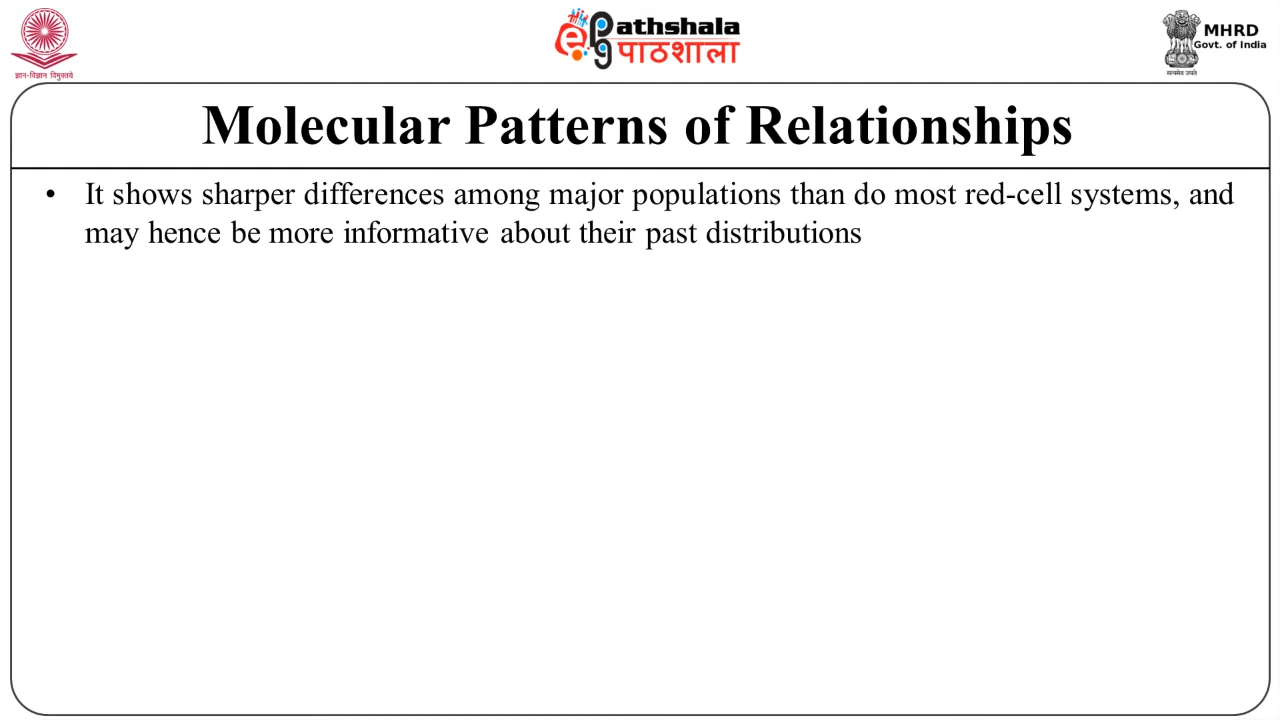 ज्ञान-विज्ञान विमुक्तये
ePathshala
पाठशाला
MHRD
Govt. of India
सत्यमेव जयते
Molecular Patterns of Relationships
• It shows sharper differences among major populations than do most red-cell systems, and
may hence be more informative about their past distributions